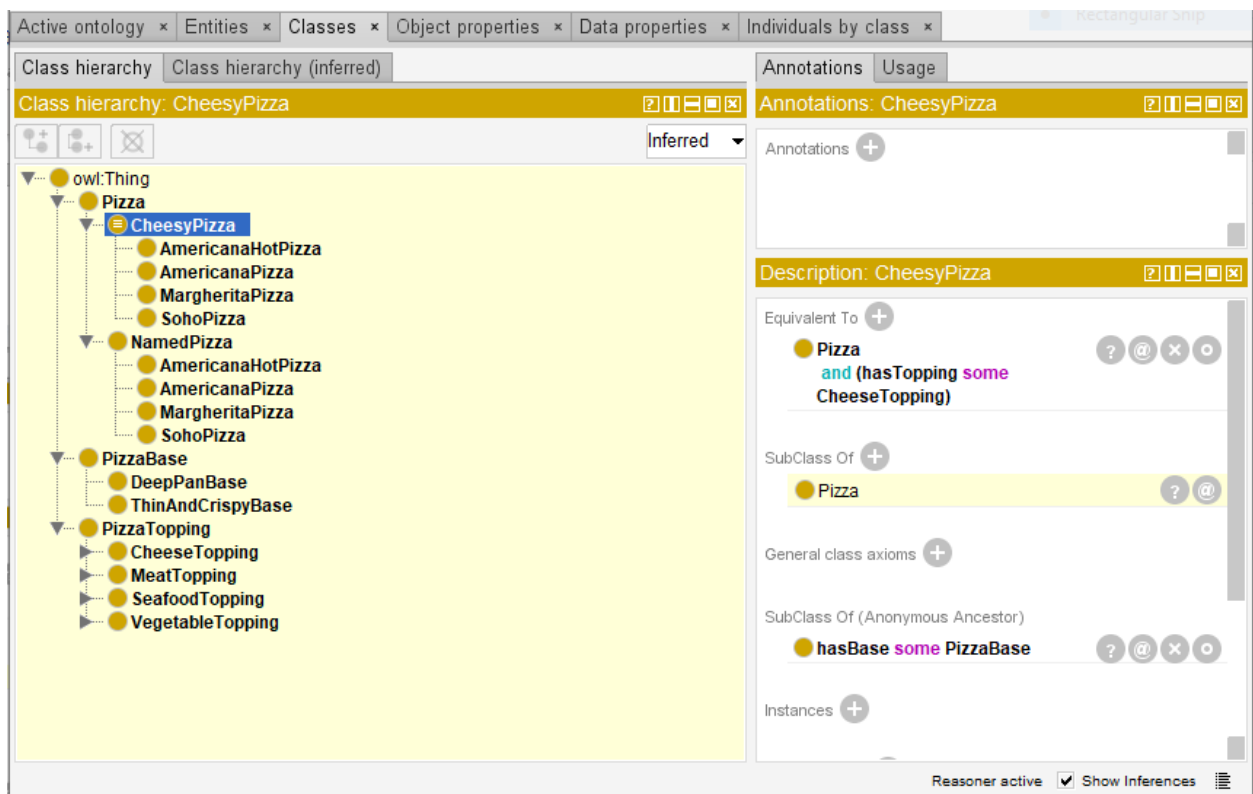 Rectangular Snip
Active ontology × Entities × Classes × Object properties × Data properties × Individuals by class ×
Class hierarchy Class hierarchy (inferred)
Class hierarchy: CheesyPizza
Inferred
owl:Thing
Pizza
CheesyPizza
AmericanaHotPizza
AmericanaPizza
MargheritaPizza
SohoPizza
NamedPizza
AmericanaHotPizza
AmericanaPizza
MargheritaPizza
SohoPizza
PizzaBase
DeepPanBase
ThinAndCrispyBase
PizzaTopping
CheeseTopping
MeatTopping
SeafoodTopping
VegetableTopping
Annotations Usage
Annotations: CheesyPizza
Annotations
Description: CheesyPizza
Equivalent To
Pizza
and (hasTopping some
CheeseTopping)
SubClass Of
Pizza
General class axioms
SubClass Of (Anonymous Ancestor)
hasBase some PizzaBase
Instances
Reasoner active Show Inferences